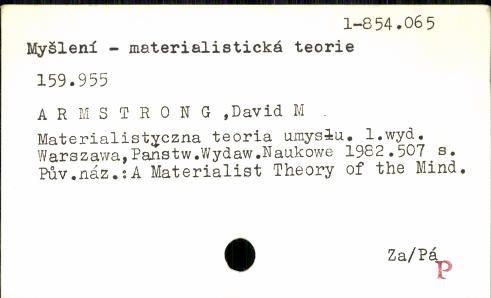 1-854.065
Myšlení - materialistická teorie
159.955
A R M S T R O N G ,David M .
Materialistyczna teoria umysłu. 1.wyd.
Warszawa,Państw.Wydaw.Naukowe 1982.507 s.
Pův.náz.:A Materialist Theory of the Mind.
Za/Pá
P